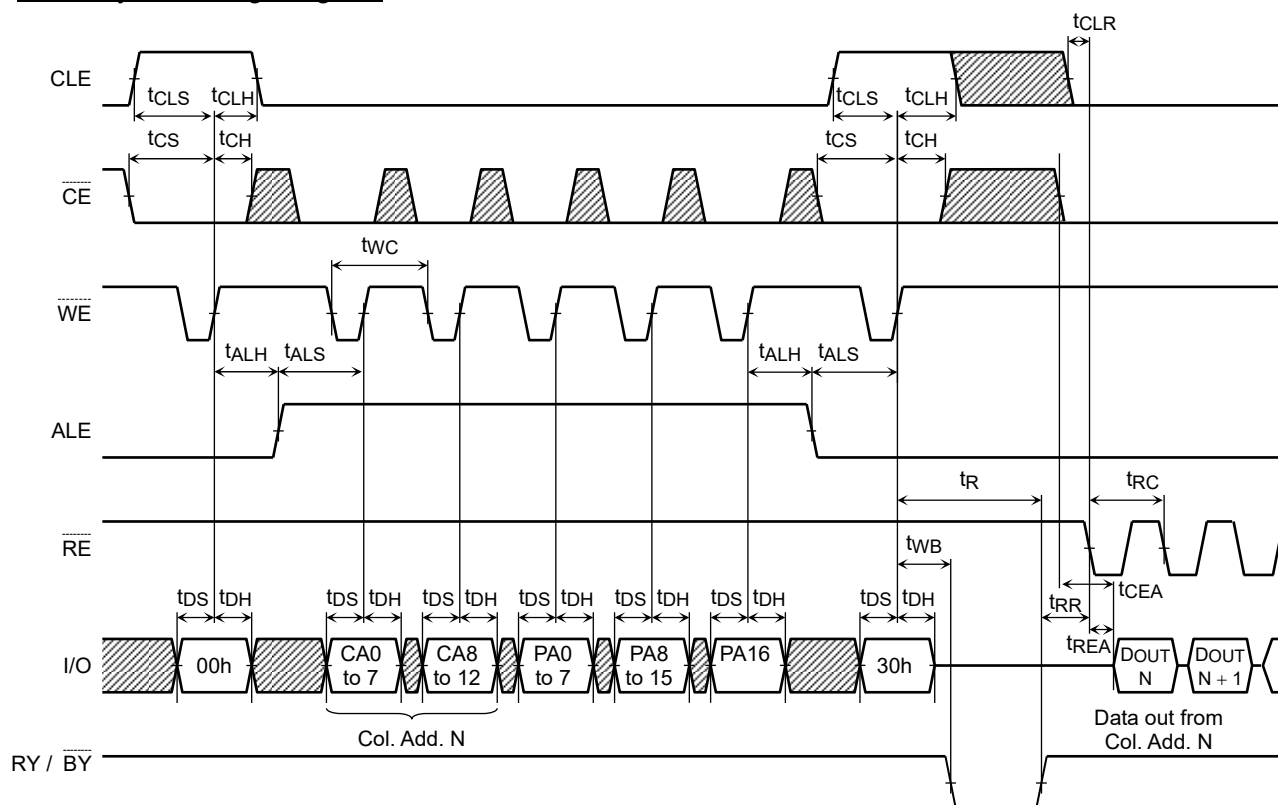 tCLR
CLE
tCLS tCLH tCLS tCLH
tCS tCH tCS tCH
CE
tWC
WE
tALH tALS tALH tALS
ALE
tR tRC
RE
tWB
tCEA
tDS tDH tDS tDH tDS tDH tDS tDH tDS tDH tDS tDH tDS tDH tRR
tREA
I/O 00h CA0 to 7 CA8 to 12 PA0 to 7 PA8 to 15 PA16 30h DOUT N DOUT N + 1
Col. Add. N
Data out from
Col. Add. N
RY / BY